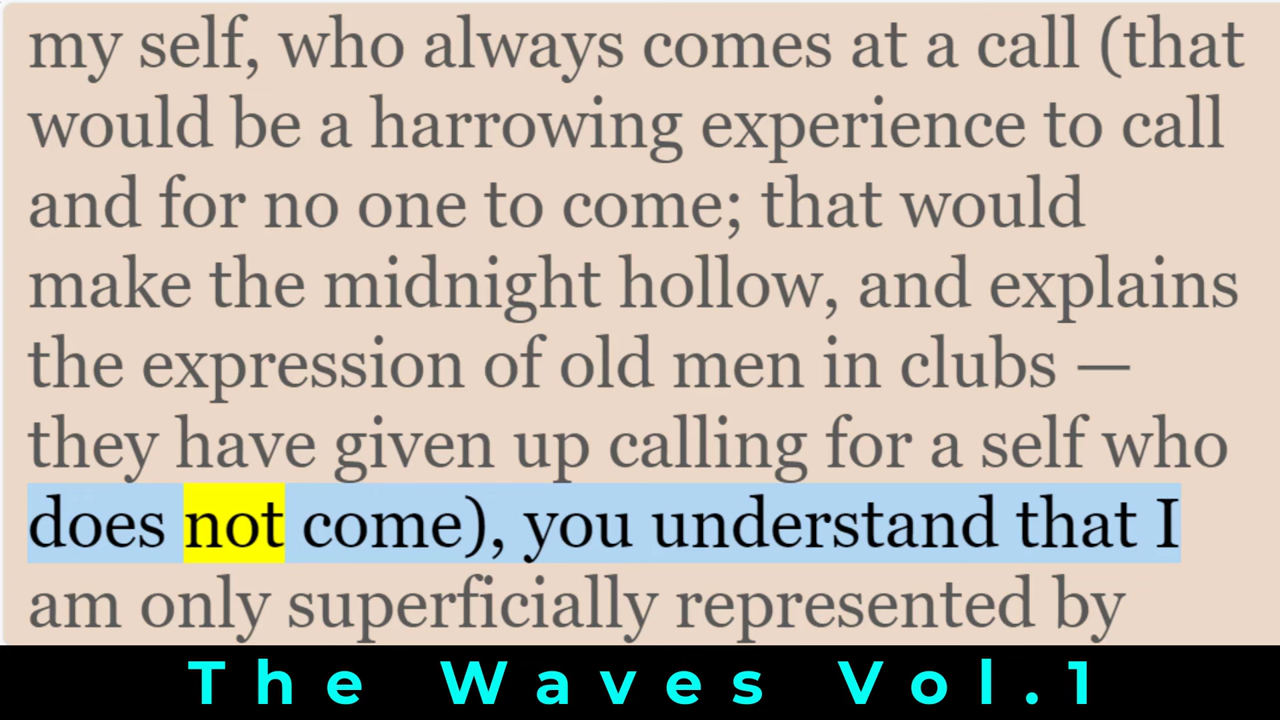 my self, who always comes at a call (that
would be a harrowing experience to call
and for no one to come; that would
make the midnight hollow, and explains
the expression of old men in clubs —
they have given up calling for a self who
does not come), you understand that I
am only superficially represented by
The Waves Vol.1